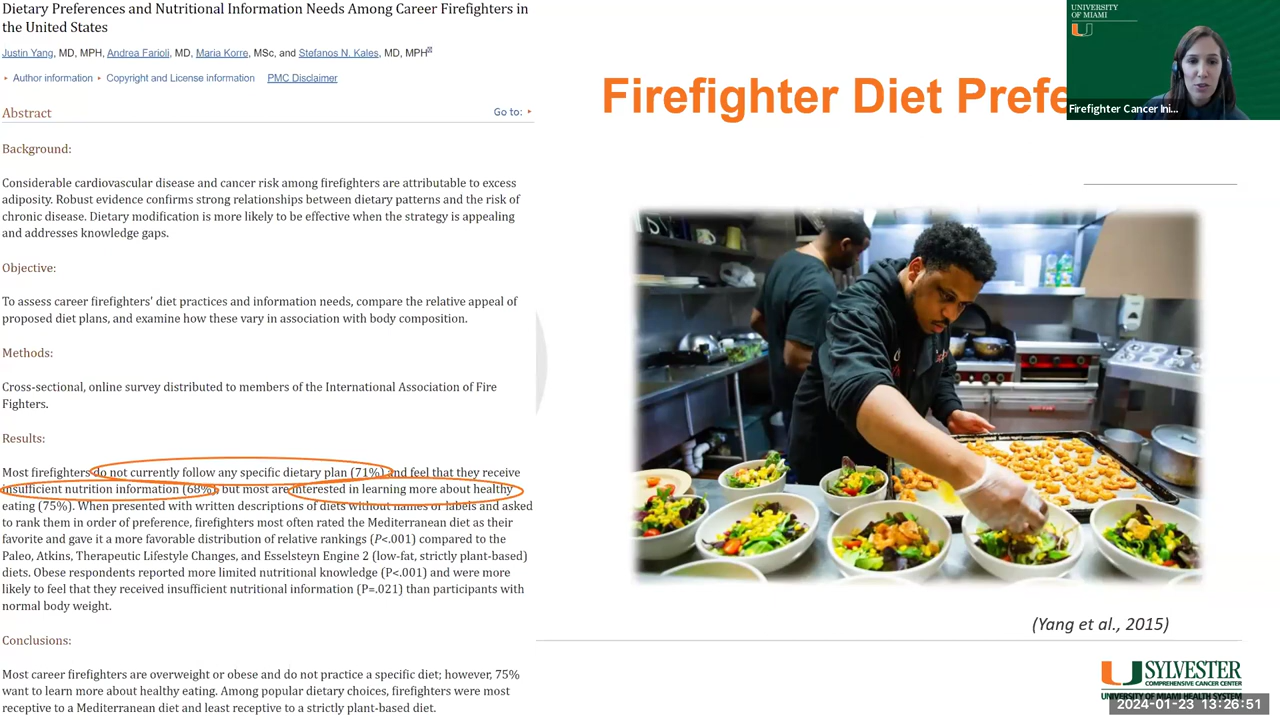 Dietary Preferences and Nutritional Information Needs Among Career Firefighters in
the United States
Justin Yang, MD, MPH, Andrea Farioli, MD, Maria Korre, MSc, and Stefanos N. Kales, MD, MPH
▸ Author information ▸ Copyright and License information PMC Disclaimer
Abstract
Go to: ▸
Background:
Considerable cardiovascular disease and cancer risk among firefighters are attributable to excess
adiposity. Robust evidence confirms strong relationships between dietary patterns and the risk of
chronic disease. Dietary modification is more likely to be effective when the strategy is appealing
and addresses knowledge gaps.
Objective:
To assess career firefighters' diet practices and information needs, compare the relative appeal of
proposed diet plans, and examine how these vary in association with body composition.
Methods:
Cross-sectional, online survey distributed to members of the International Association of Fire
Fighters.
Results:
Most firefighters do not currently follow any specific dietary plan (71%) and feel that they receive
insufficient nutrition information (68%), but most are interested in learning more about healthy
eating (75%). When presented with written descriptions of diets without names or labels and asked
to rank them in order of preference, firefighters most often rated the Mediterranean diet as their
favorite and gave it a more favorable distribution of relative rankings (P<.001) compared to the
Paleo, Atkins, Therapeutic Lifestyle Changes, and Esselsteyn Engine 2 (low-fat, strictly plant-based)
diets. Obese respondents reported more limited nutritional knowledge (P<.001) and were more
likely to feel that they received insufficient nutritional information (P=.021) than participants with
normal body weight.
Conclusions:
Most career firefighters are overweight or obese and do not practice a specific diet; however, 75%
want to learn more about healthy eating. Among popular dietary choices, firefighters were most
receptive to a Mediterranean diet and least receptive to a strictly plant-based diet.
Firefighter Diet Prefe
UNIVERSITY
OF MIAMI
Firefighter Cancer Ini...
(Yang et al., 2015)
SYLVESTER
COMPREHENSIVE CANCER CENTER
UNIVERSITY OF MIAMI HEALTH SYSTEM
2024-01-23 13:26:51